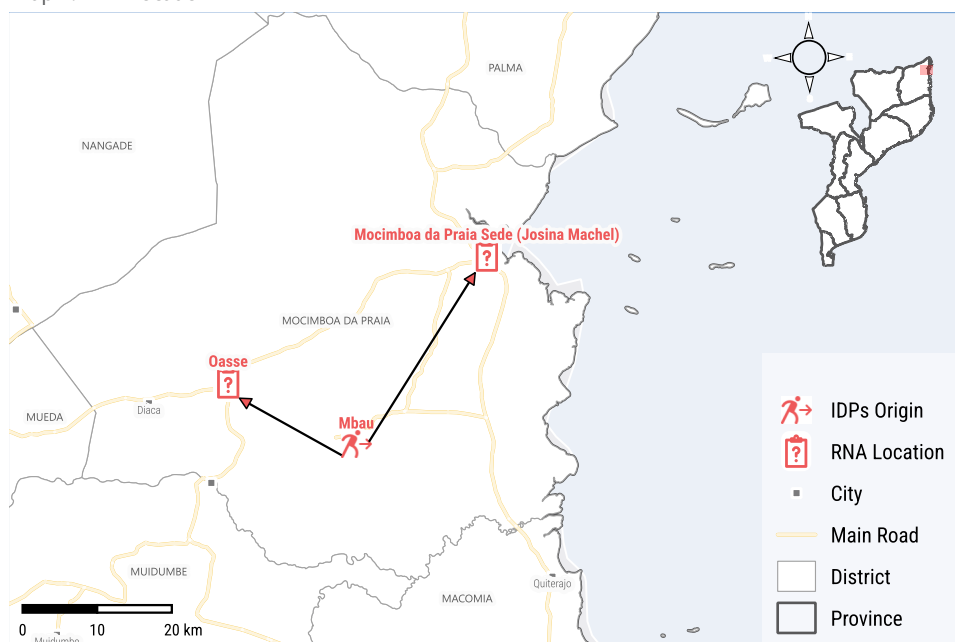 PALMA
NANGADE
Mocimboa da Praia Sede (Josina Machel)
MOCIMBOA DA PRAIA
Oasse
Diaca
MUEDA
Mbau
IDPs Origin
RNA Location
City
Main Road
District
Province
MUIDUMBE
MACOMIA
Quiterajo
0 10 20 km
Muidumbe